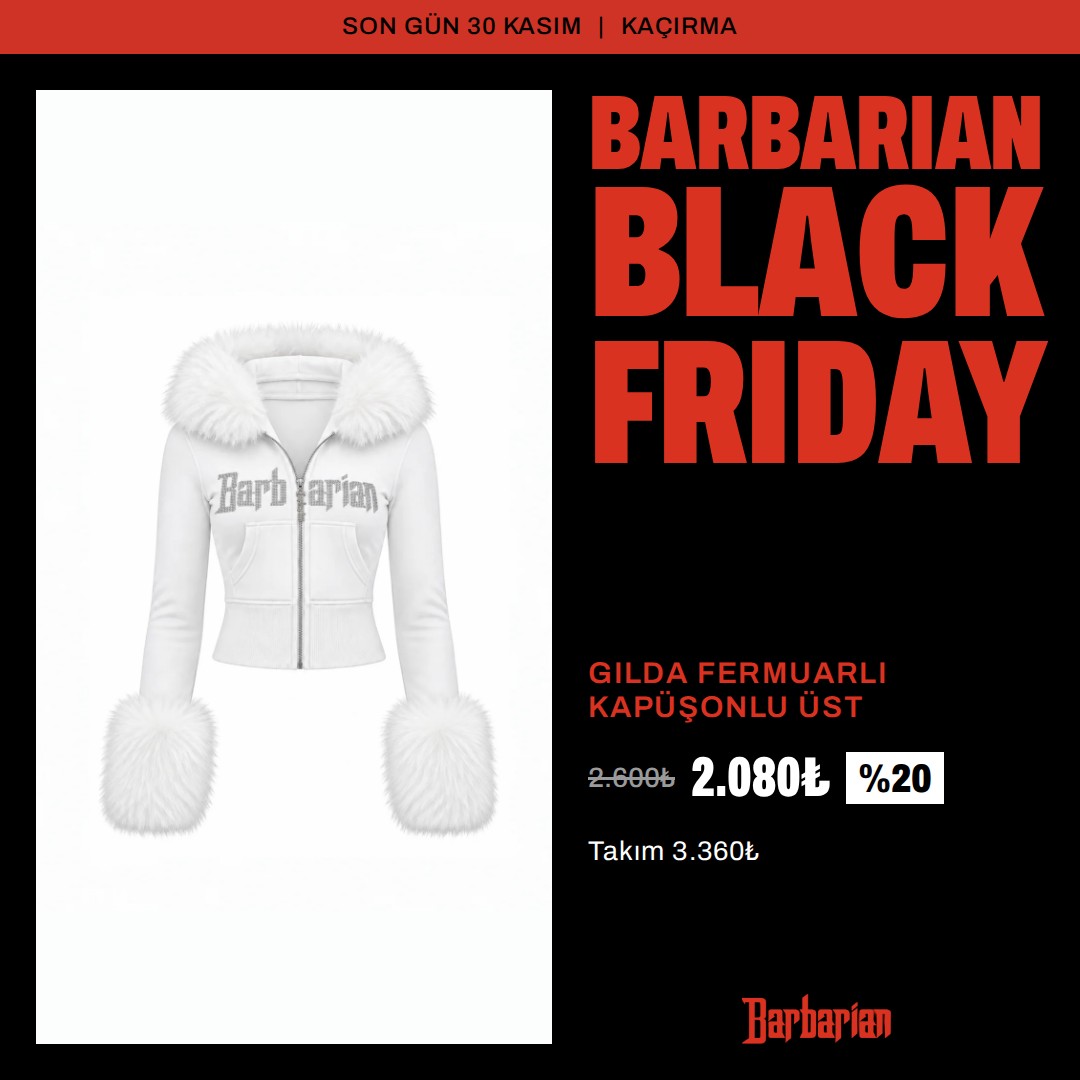 SON GÜN 30 KASIM | KAÇIRMA
BARBARIAN
BLACK
FRIDAY
Barbarian
GILDA FERMUARLI
KAPÜŞONLU ÜST
2.600₺ 2.080₺ %20
Takım 3.360₺
Barbarian